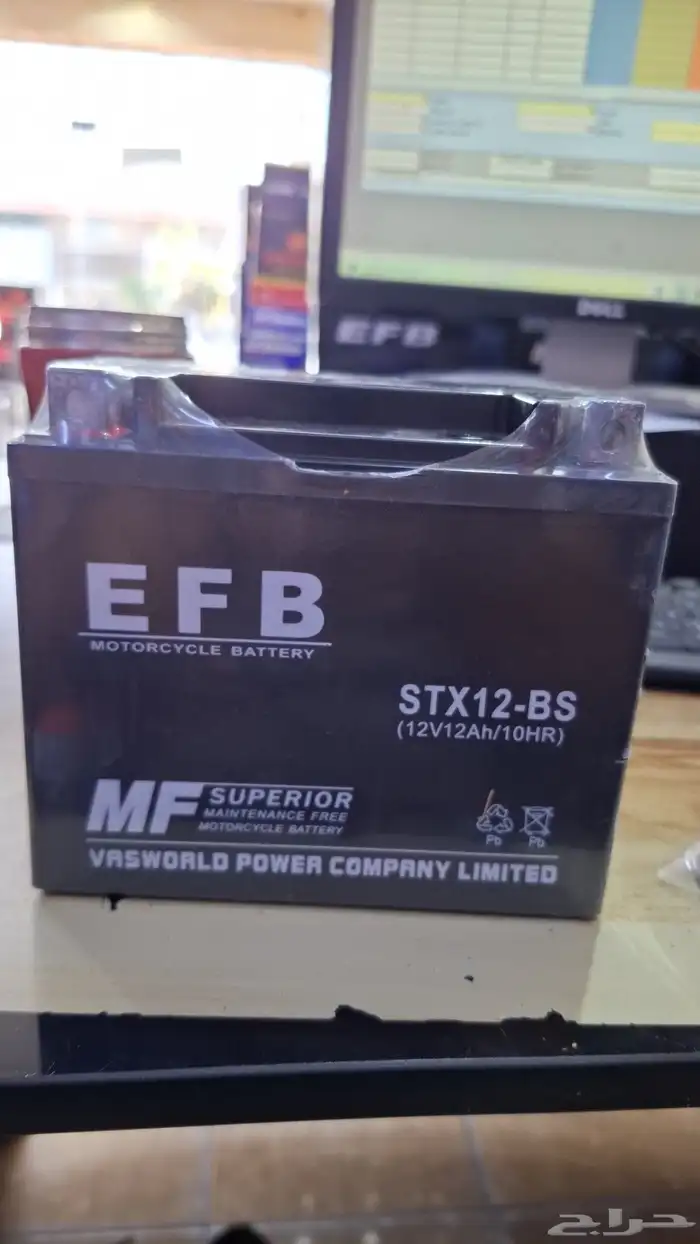 DELL
EFB
EFB
MOTORCYCLE BATTERY
STX12-BS
(12V12Ah/10HR)
MF SUPERIOR
MAINTENANCE FREE
MOTORCYCLE BATTERY
Pb Pb
VASWORLD POWER COMPANY LIMITED
حراج